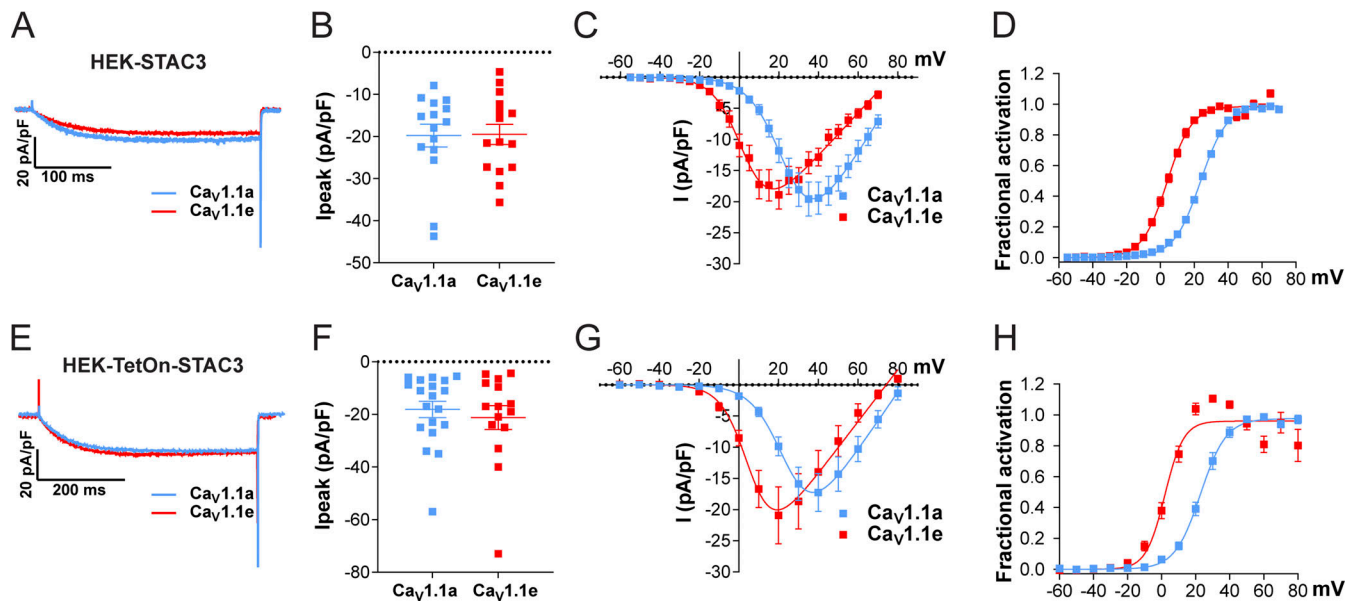 A
HEK-STAC3
20 pA/pF
100 ms
CaV1.1a
CaV1.1e
B
0
-10
-20
-30
-40
-50
Ipeak (pA/pF)
CaV1.1a CaV1.1e
C
-60 -40 -20 0 20 40 60 80 mV
-5
-10
-15
-20
-25
-30
I (pA/pF)
CaV1.1a
CaV1.1e
D
1.2
1.0
0.8
0.6
0.4
0.2
0.0
Fractional activation
-60 -40 -20 0 20 40 60 80 mV
E
HEK-TetOn-STAC3
20 pA/pF
200 ms
CaV1.1a
CaV1.1e
F
0
-20
-40
-60
-80
Ipeak (pA/pF)
CaV1.1a CaV1.1e
G
-60 -40 -20 0 20 40 60 80 mV
-5
-10
-15
-20
-25
-30
I (pA/pF)
CaV1.1a
CaV1.1e
H
1.2
1.0
0.8
0.6
0.4
0.2
0.0
Fractional activation
-60 -40 -20 0 20 40 60 80 mV